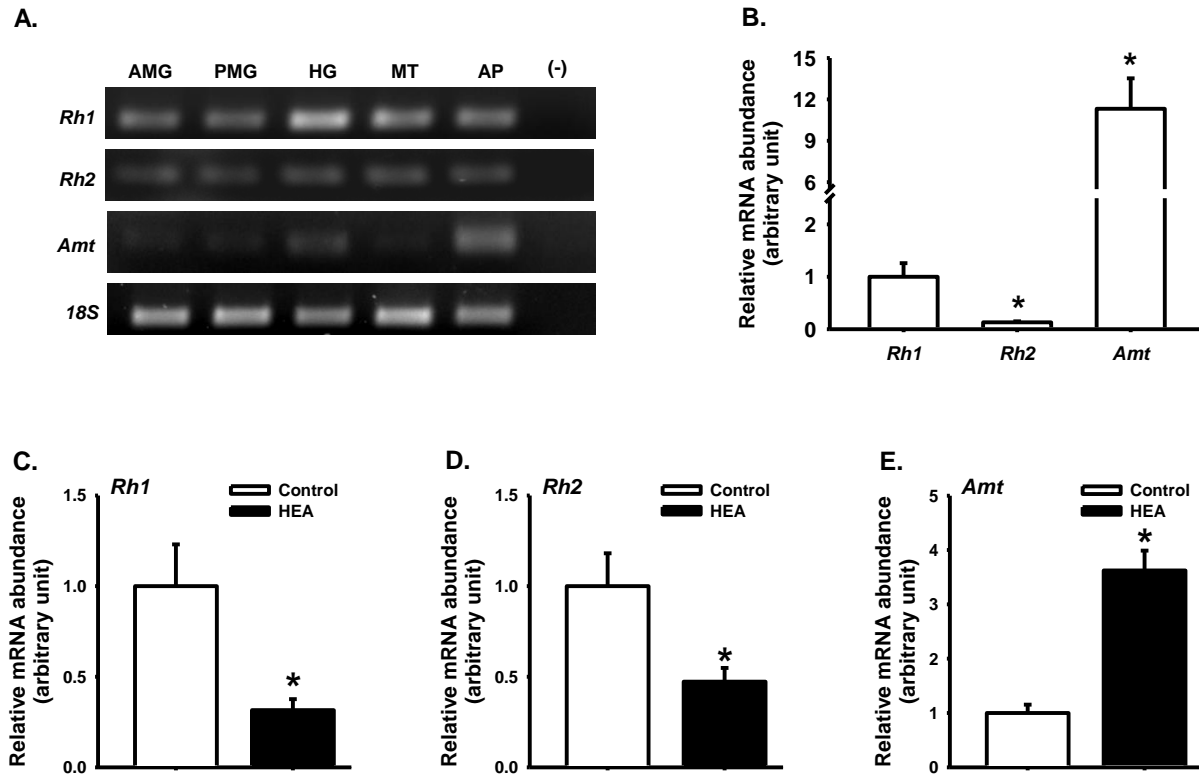 A.
AMG PMG HG MT AP (-)
Rh1
Rh2
Amt
18S
B.
Relative mRNA abundance
(arbitrary unit)
15
12
9
6
2
1
0
*
*
Rh1 Rh2 Amt
C.
Rh1
Control
HEA
Relative mRNA abundance
(arbitrary unit)
1.5
1.0
0.5
0.0
*
D.
Rh2
Control
HEA
Relative mRNA abundance
(arbitrary unit)
1.5
1.0
0.5
0.0
*
E.
Amt
Control
HEA
Relative mRNA abundance
(arbitrary unit)
5
4
3
2
1
0
*